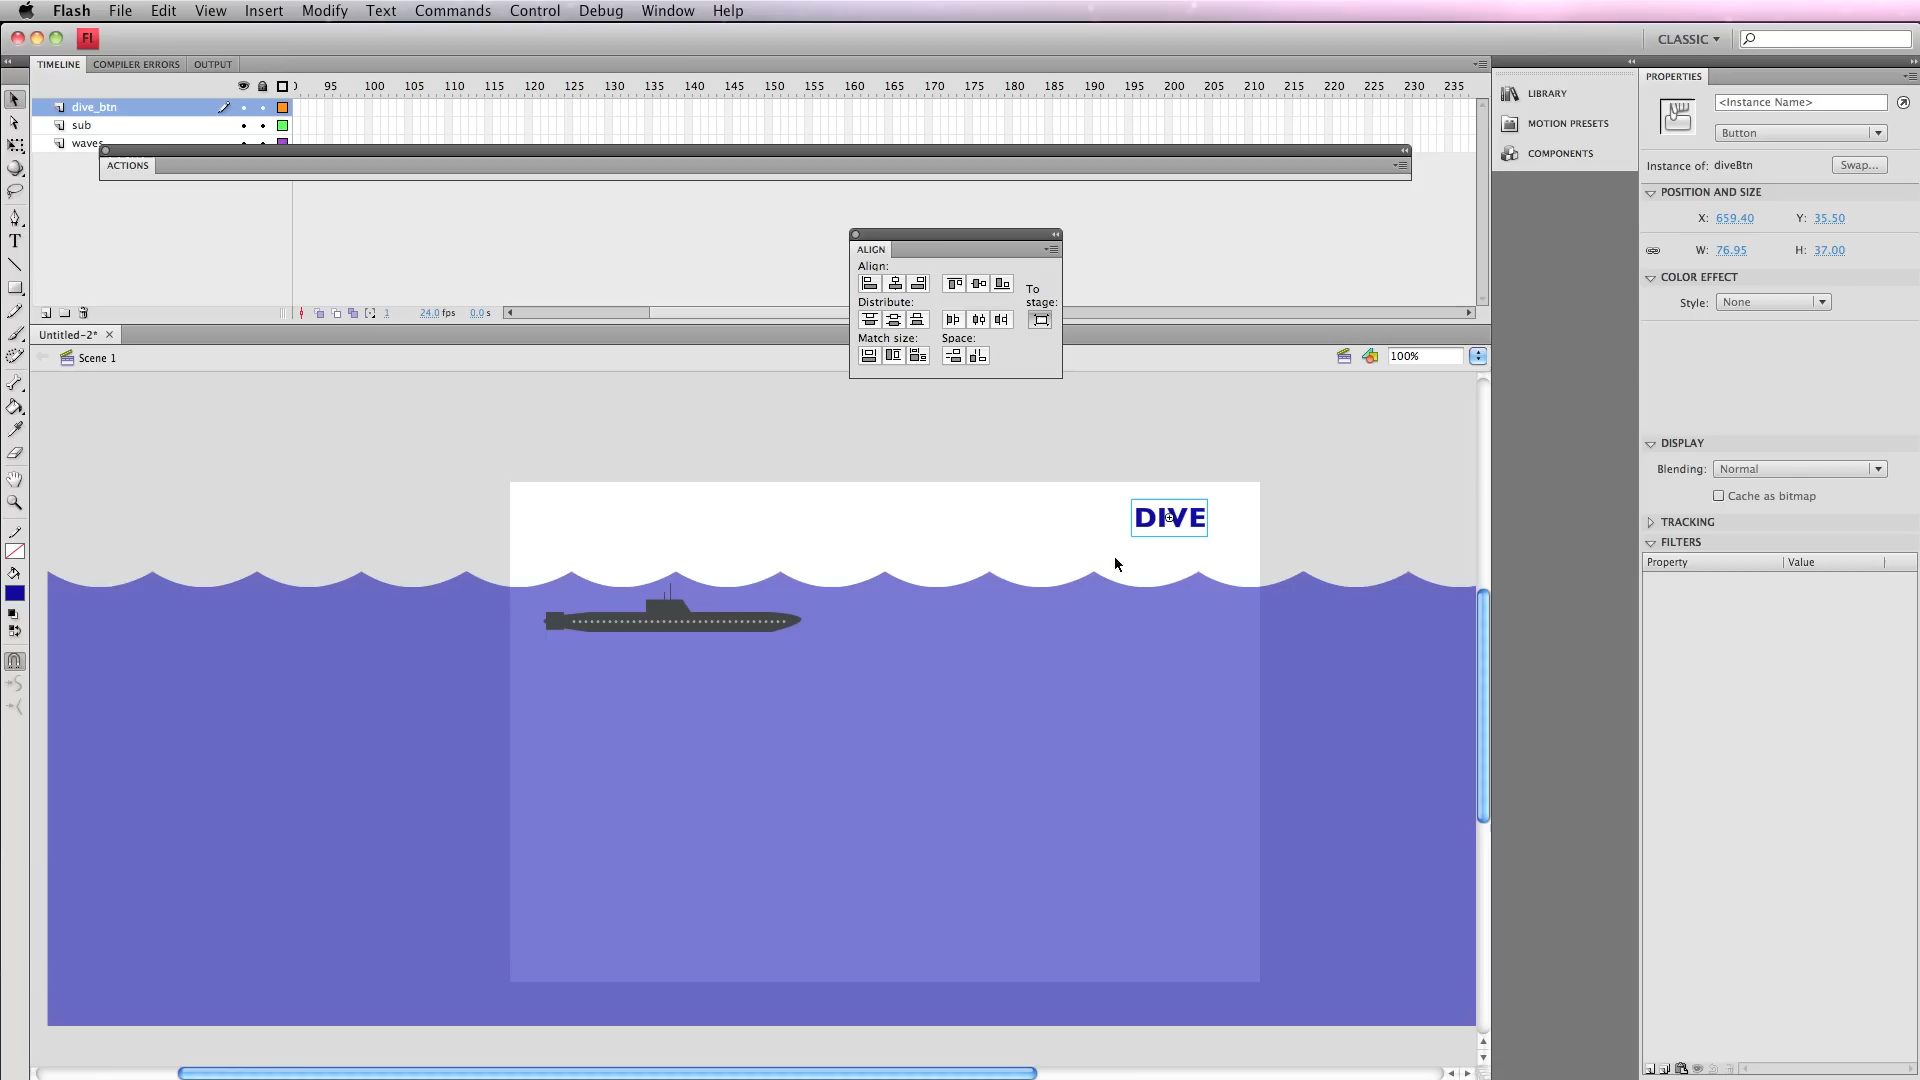 Flash File Edit View Insert Modify Text Commands Control Debug Window Help
Fl CLASSIC
TIMELINE COMPILER ERRORS OUTPUT
95 100 105 110 115 120 125 130 135 140 145 150 155 160 165 170 175 180 185 190 195 200 205 210 215 220 225 230 235
dive_btn
sub
waves
ACTIONS
ALIGN
Align:
To
stage:
Distribute:
Match size: Space:
1 24.0 fps 0.0 s
Untitled-2*
Scene 1
100%
DIVE
LIBRARY
MOTION PRESETS
COMPONENTS
PROPERTIES
<Instance Name>
Button
Instance of: diveBtn Swap...
POSITION AND SIZE
X: 659.40 Y: 35.50
W: 76.95 H: 37.00
COLOR EFFECT
Style: None
DISPLAY
Blending: Normal
Cache as bitmap
TRACKING
FILTERS
Property Value